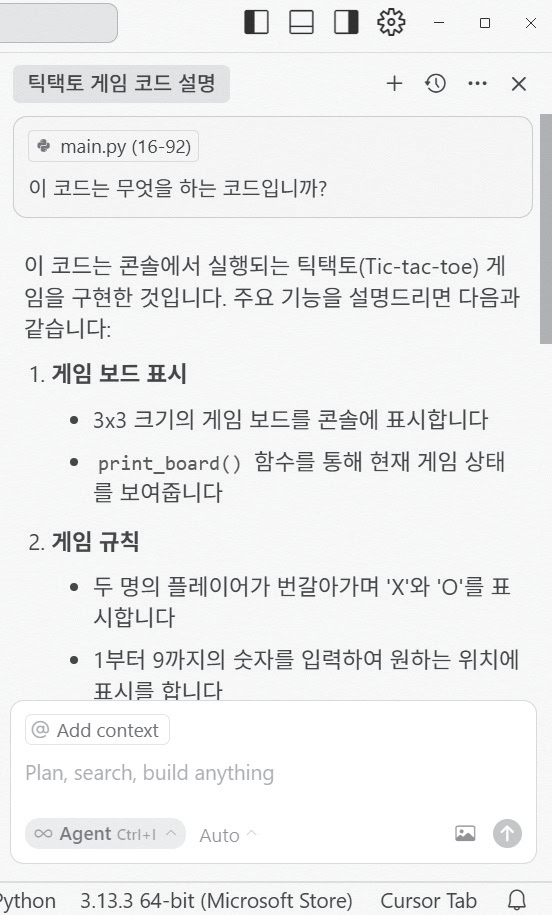 틱택토 게임 코드 설명
main.py (16-92)
이 코드는 무엇을 하는 코드입니까?
이 코드는 콘솔에서 실행되는 틱택토(Tic-tac-toe) 게
임을 구현한 것입니다. 주요 기능을 설명드리면 다음과
같습니다:
1. 게임 보드 표시
• 3x3 크기의 게임 보드를 콘솔에 표시합니다
• print_board() 함수를 통해 현재 게임 상태
를 보여줍니다
2. 게임 규칙
• 두 명의 플레이어가 번갈아가며 'X'와 'O'를 표
시합니다
• 1부터 9까지의 숫자를 입력하여 원하는 위치에
표시를 합니다
@ Add context
Plan, search, build anything
∞ Agent Ctrl+I Auto
Python 3.13.3 64-bit (Microsoft Store) Cursor Tab